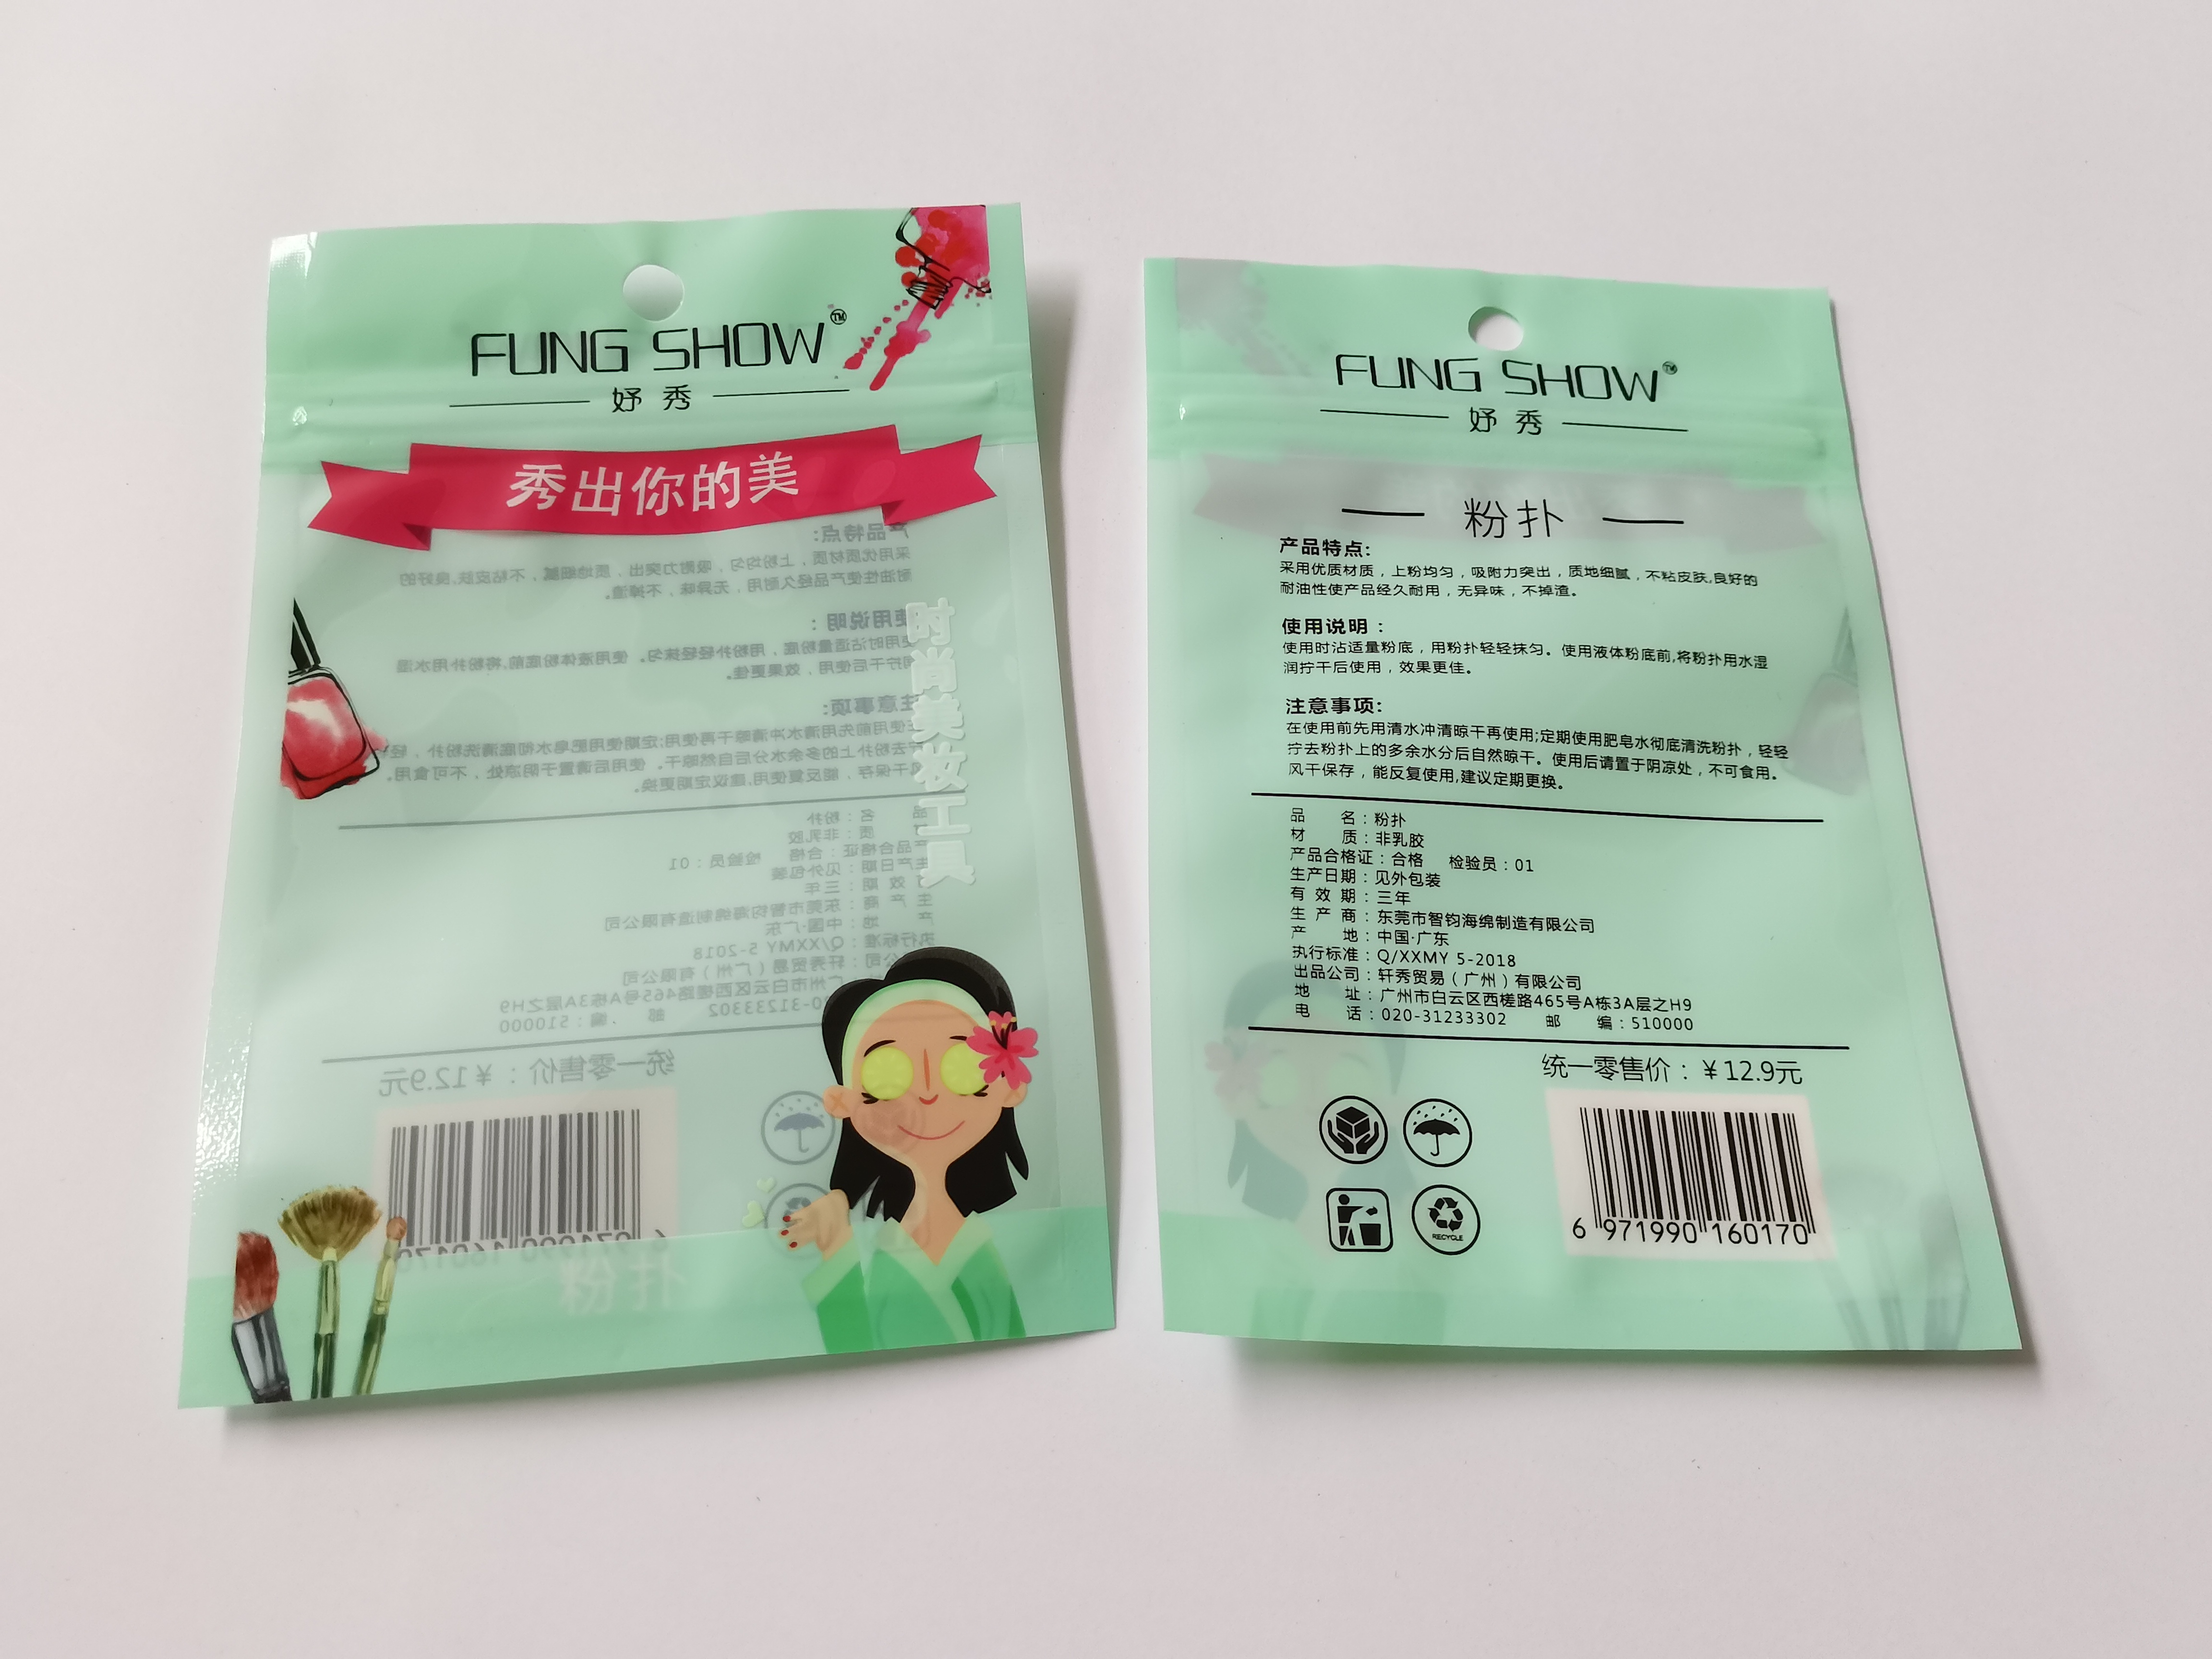 FUNG SHOW™
妤秀
秀出你的美
时尚美妆工具
粉扑
FUNG SHOW™
妤秀
粉扑
产品特点:
采用优质材质，上粉均匀，吸附力突出，质地细腻，不粘皮肤,良好的
耐油性使产品经久耐用，无异味，不掉渣。
使用说明：
使用时沾适量粉底，用粉扑轻轻抹匀。使用液体粉底前,将粉扑用水湿
润拧干后使用，效果更佳。
注意事项:
在使用前先用清水冲清晾干再使用;定期使用肥皂水彻底清洗粉扑，轻轻
拧去粉扑上的多余水分后自然晾干。使用后请置于阴凉处，不可食用。
风干保存，能反复使用,建议定期更换。
品 名：粉扑
材 质：非乳胶
产品合格证：合格 检验员：01
生产日期：见外包装
有效期：三年
生产商：东莞市智钧海绵制造有限公司
产 地：中国·广东
执行标准：Q/XXMY 5-2018
出品公司：轩秀贸易（广州）有限公司
地 址：广州市白云区西槎路465号A栋3A层之H9
电 话：020-31233302 邮 编：510000
统一零售价：￥12.9元
RECYCLE
6 971990 160170